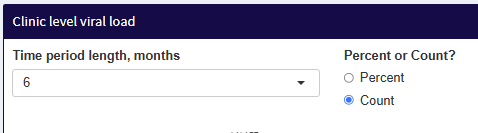 Clinic level viral load
Time period length, months
6
Percent or Count?
Percent
Count